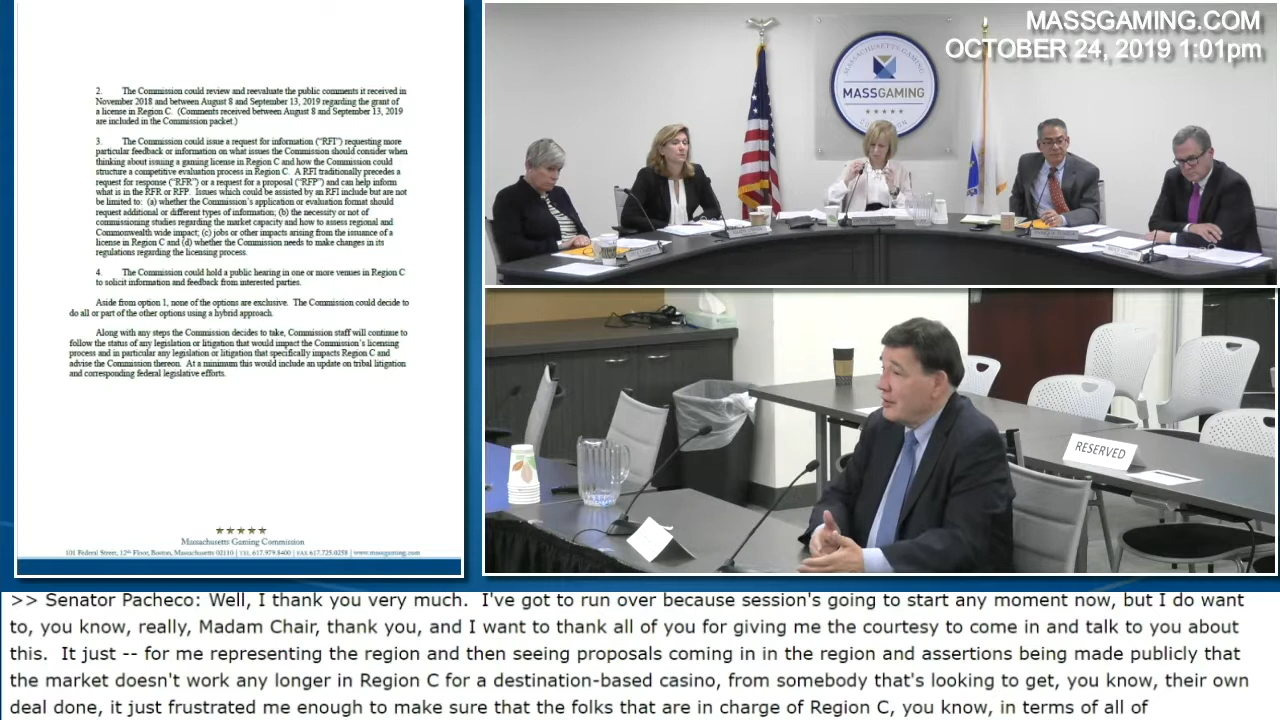 2. The Commission could review and reevaluate the public comments it received in
November 2018 and between August 8 and September 13, 2019 regarding the grant of
a license in Region C. (Comments received between August 8 and September 13, 2019
are included in the Commission packet.)
3. The Commission could issue a request for information ("RFI") requesting more
particular feedback or information on what issues the Commission should consider when
thinking about issuing a gaming license in Region C and how the Commission could
structure a competitive evaluation process in Region C. A RFI traditionally precedes a
request for response ("RFR") or a request for a proposal ("RFP") and can help inform
what is in the RFR or RFP. Issues which could be assisted by an RFI include but are not
be limited to: (a) whether the Commission's application or evaluation format should
request additional or different types of information; (b) the necessity or not of
commissioning studies regarding the market capacity and how to assess regional and
Commonwealth wide impact; (c) jobs or other impacts arising from the issuance of a
license in Region C and (d) whether the Commission needs to make changes in its
regulations regarding the licensing process.
4. The Commission could hold a public hearing in one or more venues in Region C
to solicit information and feedback from interested parties.
Aside from option 1, none of the options are exclusive. The Commission could decide to
do all or part of the other options using a hybrid approach.
Along with any steps the Commission decides to take, Commission staff will continue to
follow the status of any legislation or litigation that would impact the Commission's licensing
process and in particular any legislation or litigation that specifically impacts Region C and
advise the Commission thereon. At a minimum this would include an update on tribal litigation
and corresponding federal legislative efforts.
★★★★★
Massachusetts Gaming Commission
101 Federal Street, 12th Floor, Boston, Massachusetts 02110 | TEL 617.979.8400 | FAX 617.725.0258 | www.massgaming.com
MASSGAMING.COM
OCTOBER 24, 2019 1:01pm
MASSACHUSETTS GAMING
MASSGAMING
COMMISSION
RESERVED
>> Senator Pacheco: Well, I thank you very much. I've got to run over because session's going to start any moment now, but I do want
to, you know, really, Madam Chair, thank you, and I want to thank all of you for giving me the courtesy to come in and talk to you about
this. It just -- for me representing the region and then seeing proposals coming in in the region and assertions being made publicly that
the market doesn't work any longer in Region C for a destination-based casino, from somebody that's looking to get, you know, their own
deal done, it just frustrated me enough to make sure that the folks that are in charge of Region C, you know, in terms of all of